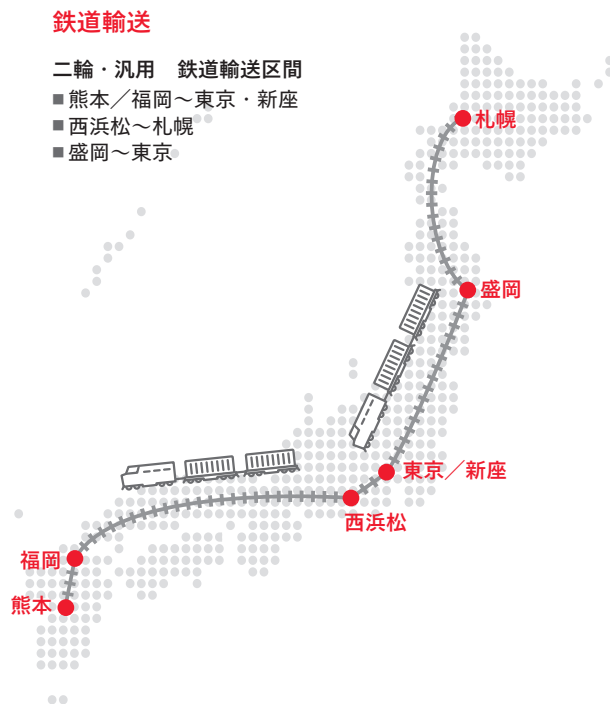 鉄道輸送
二輪・汎用　鉄道輸送区間
■ 熊本／福岡～東京・新座
■ 西浜松～札幌
■ 盛岡～東京
札幌
盛岡
東京／新座
西浜松
福岡
熊本